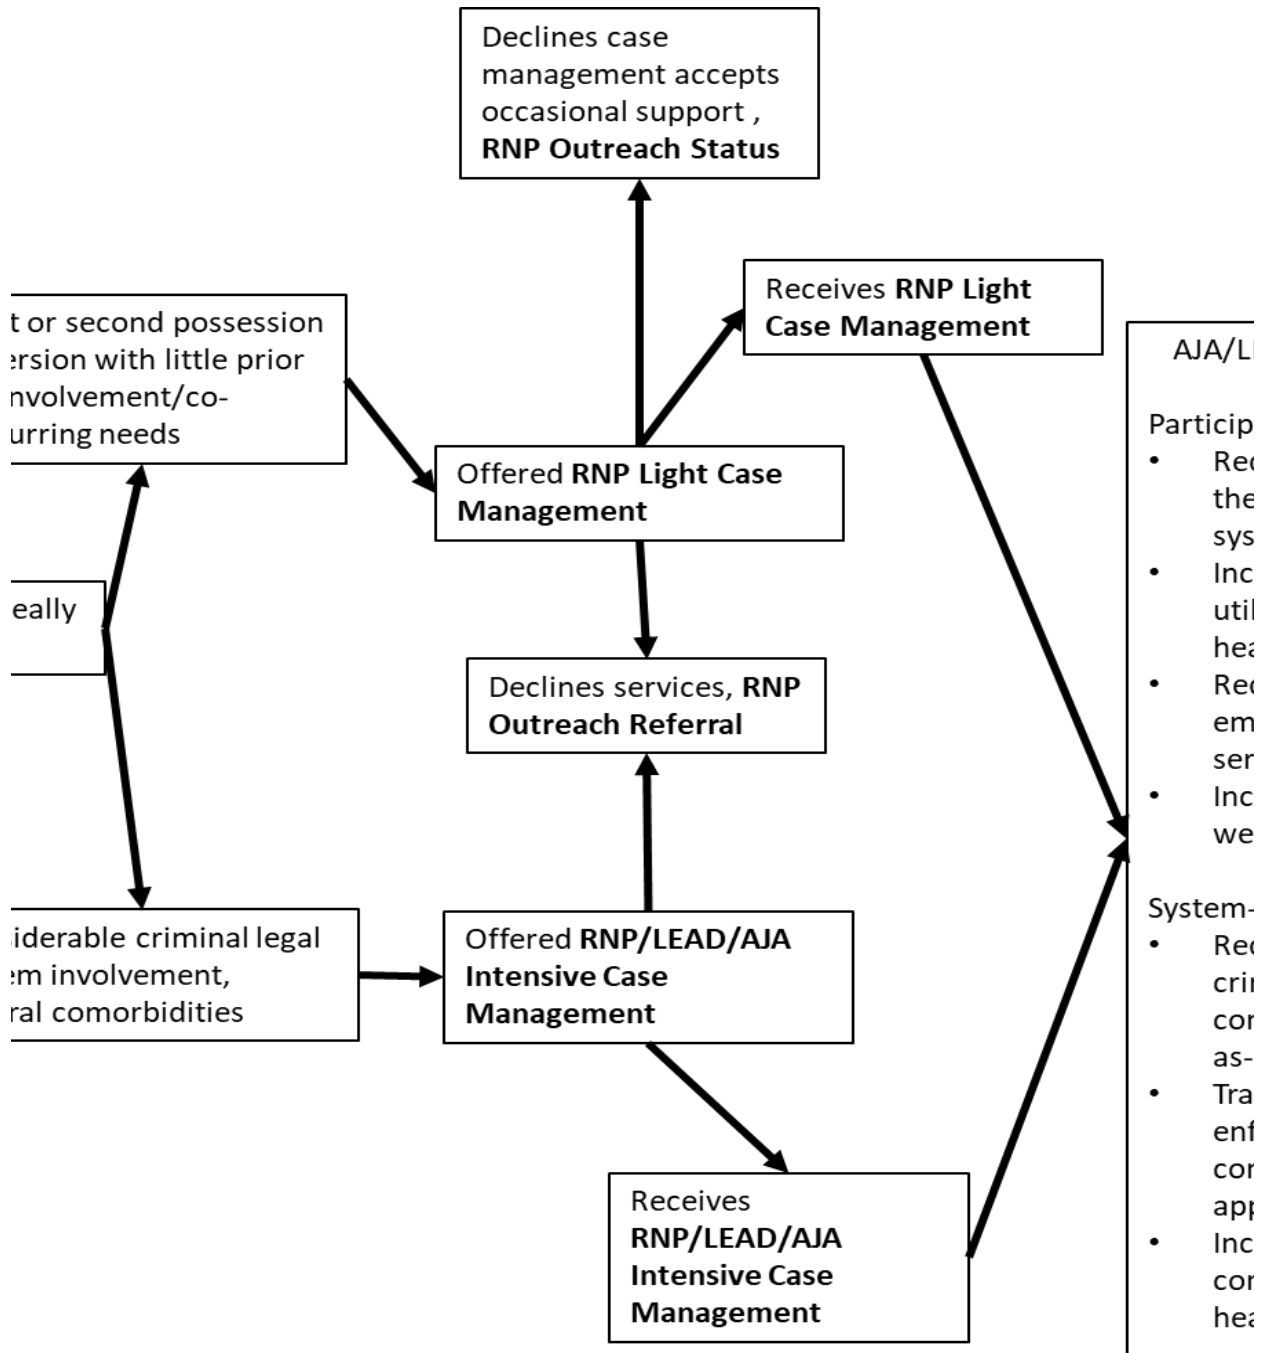 Declines case
management accepts
occasional support ,
RNP Outreach Status
Receives RNP Light
Case Management
t or second possession
ersion with little prior
nvolvement/co-
urring needs
Offered RNP Light Case
Management
eally
Declines services, RNP
Outreach Referral
siderable criminal legal
em involvement,
ral comorbidities
Offered RNP/LEAD/AJA
Intensive Case
Management
Receives
RNP/LEAD/AJA
Intensive Case
Management
AJA/L
Particip
• Rec
the
sys
• Inc
util
hea
• Rec
em
ser
• Inc
we
System-
• Rec
crin
cor
as-
• Tra
enf
cor
app
• Inc
cor
hea